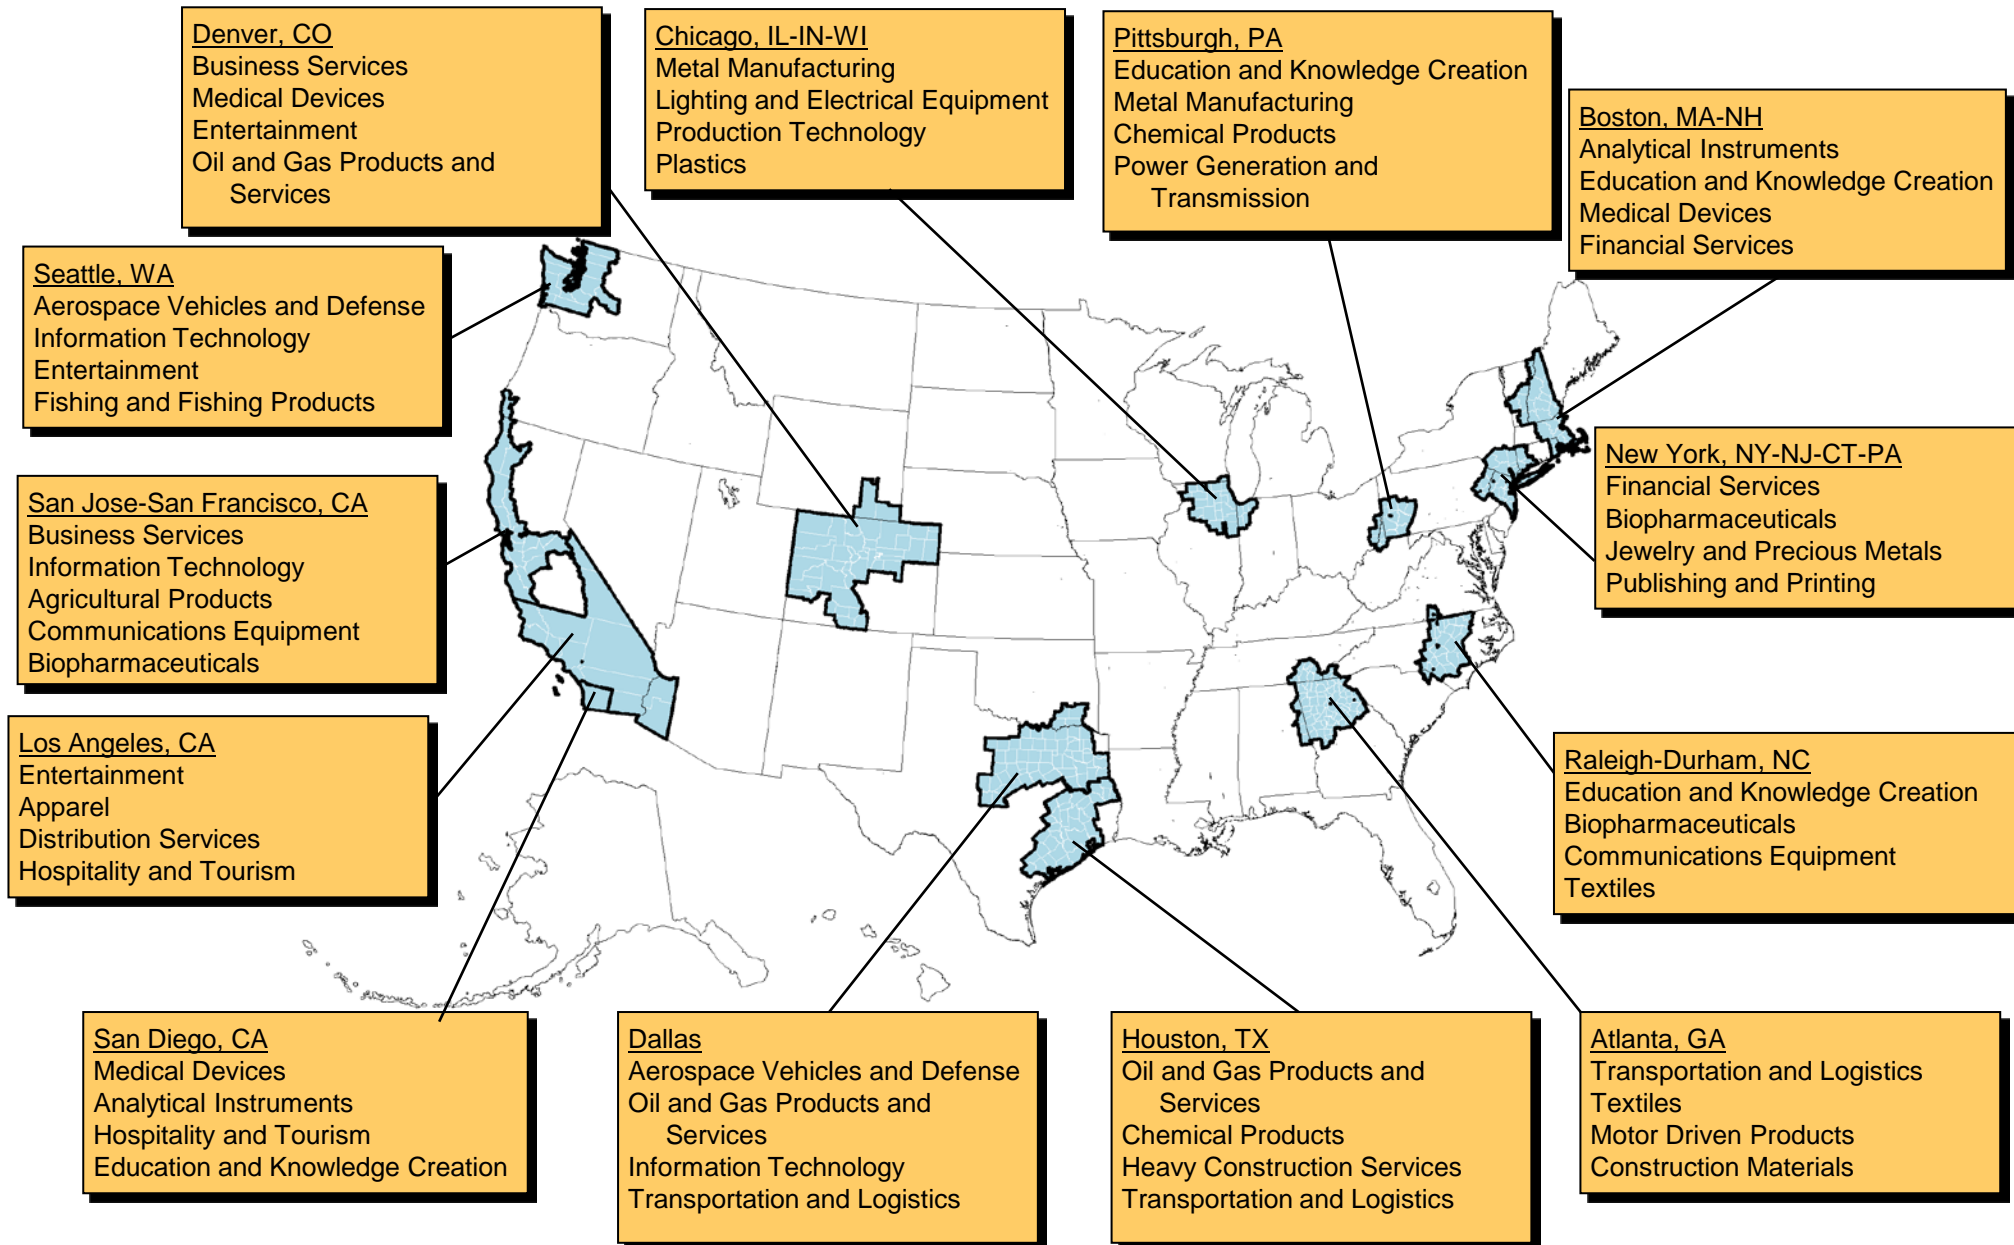 Denver, CO
Business Services
Medical Devices
Entertainment
Oil and Gas Products and
Services
Chicago, IL-IN-WI
Metal Manufacturing
Lighting and Electrical Equipment
Production Technology
Plastics
Pittsburgh, PA
Education and Knowledge Creation
Metal Manufacturing
Chemical Products
Power Generation and
Transmission
Boston, MA-NH
Analytical Instruments
Education and Knowledge Creation
Medical Devices
Financial Services
Seattle, WA
Aerospace Vehicles and Defense
Information Technology
Entertainment
Fishing and Fishing Products
New York, NY-NJ-CT-PA
Financial Services
Biopharmaceuticals
Jewelry and Precious Metals
Publishing and Printing
San Jose-San Francisco, CA
Business Services
Information Technology
Agricultural Products
Communications Equipment
Biopharmaceuticals
Los Angeles, CA
Entertainment
Apparel
Distribution Services
Hospitality and Tourism
Raleigh-Durham, NC
Education and Knowledge Creation
Biopharmaceuticals
Communications Equipment
Textiles
San Diego, CA
Medical Devices
Analytical Instruments
Hospitality and Tourism
Education and Knowledge Creation
Dallas
Aerospace Vehicles and Defense
Oil and Gas Products and
Services
Information Technology
Transportation and Logistics
Houston, TX
Oil and Gas Products and
Services
Chemical Products
Heavy Construction Services
Transportation and Logistics
Atlanta, GA
Transportation and Logistics
Textiles
Motor Driven Products
Construction Materials